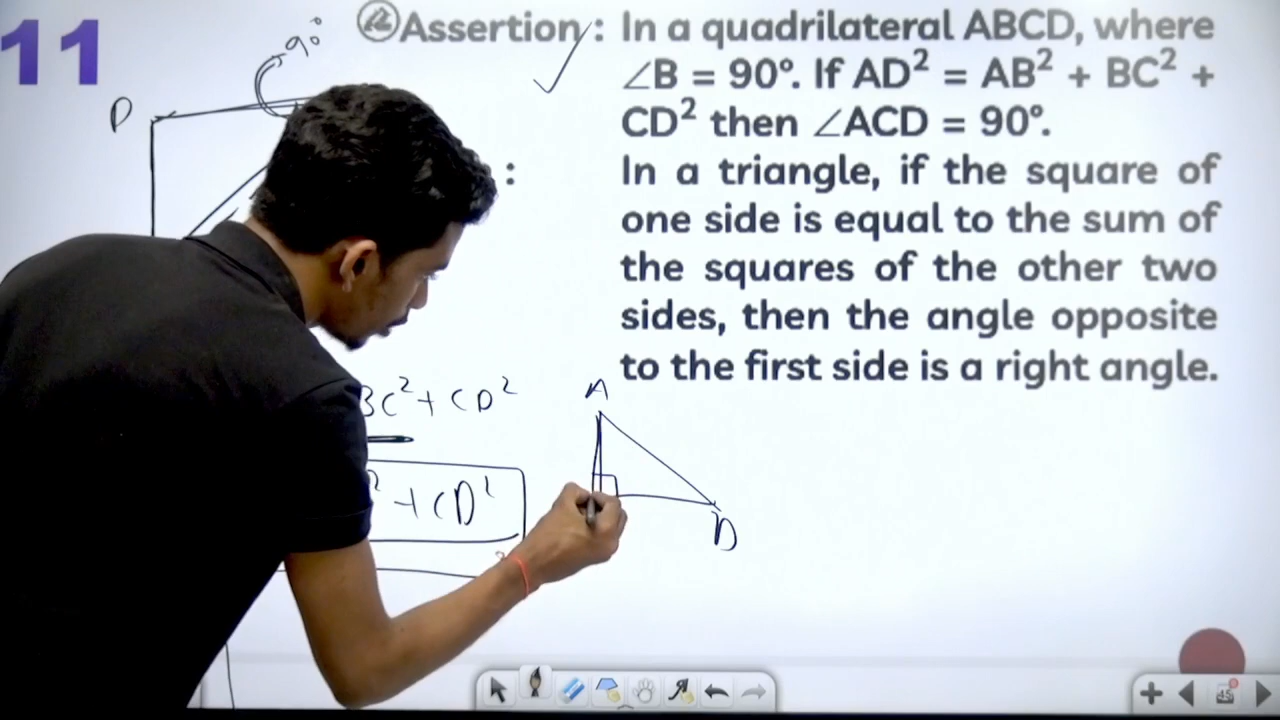 11
Assertion : In a quadrilateral ABCD, where
∠B = 90°. If AD² = AB² + BC² +
CD² then ∠ACD = 90°.
: In a triangle, if the square of
one side is equal to the sum of
the squares of the other two
sides, then the angle opposite
to the first side is a right angle.
90°
D
BC² + CD²
² + CD²
A
D
45